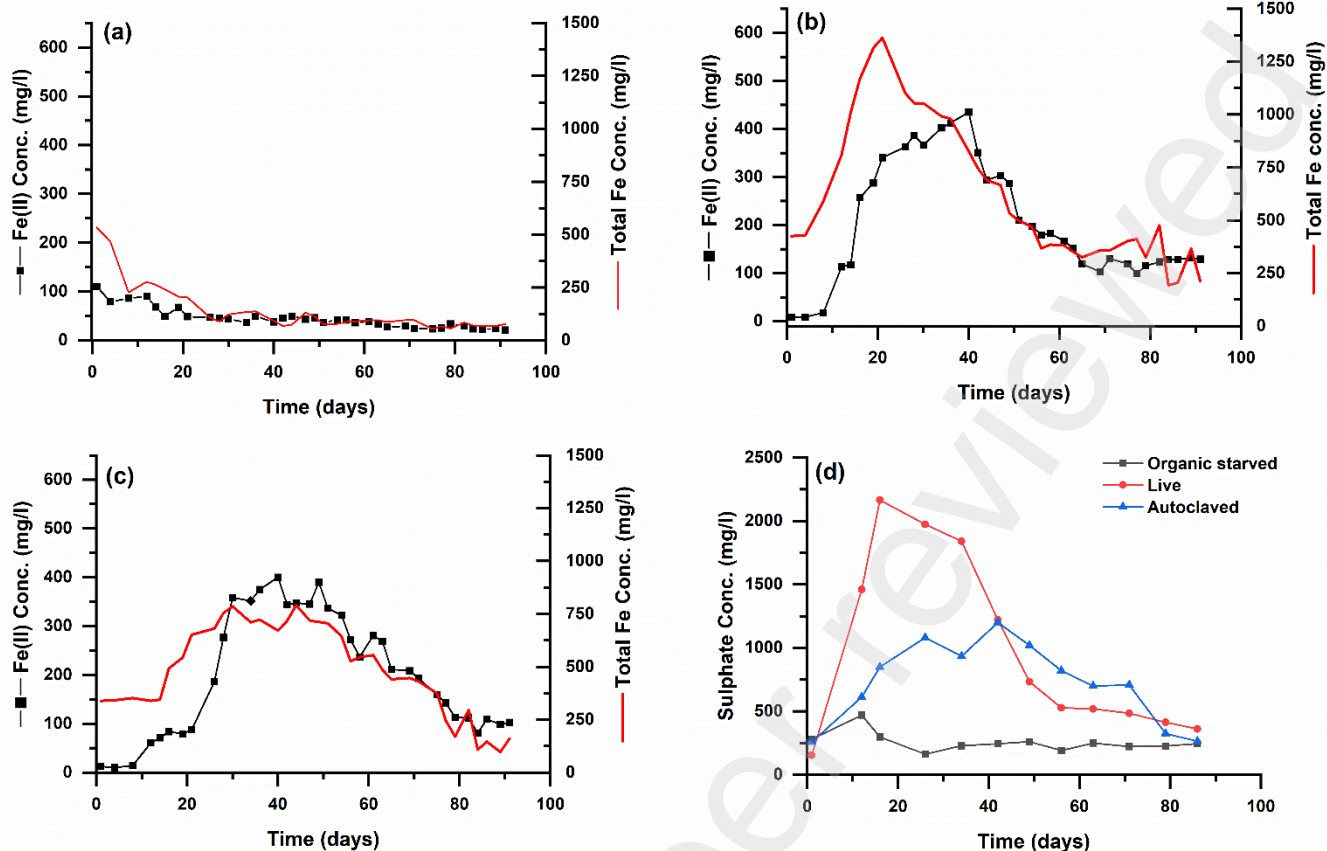 (a)
600
500
400
300
200
100
0
—■— Fe(II) Conc. (mg/l)
1500
1250
1000
750
500
250
0
— Total Fe Conc. (mg/l)
0 20 40 60 80 100
Time (days)
(b)
600
500
400
300
200
100
0
—■— Fe(II) Conc. (mg/l)
1500
1250
1000
750
500
250
0
— Total Fe conc. (mg/l)
0 20 40 60 80 100
Time (days)
(c)
600
500
400
300
200
100
0
—■— Fe(II) Conc. (mg/l)
1500
1250
1000
750
500
250
0
— Total Fe Conc. (mg/l)
0 20 40 60 80 100
Time (days)
(d)
Organic starved
Live
Autoclaved
2500
2000
1500
1000
500
0
Sulphate Conc. (mg/l)
0 20 40 60 80 100
Time (days)
er reviewed